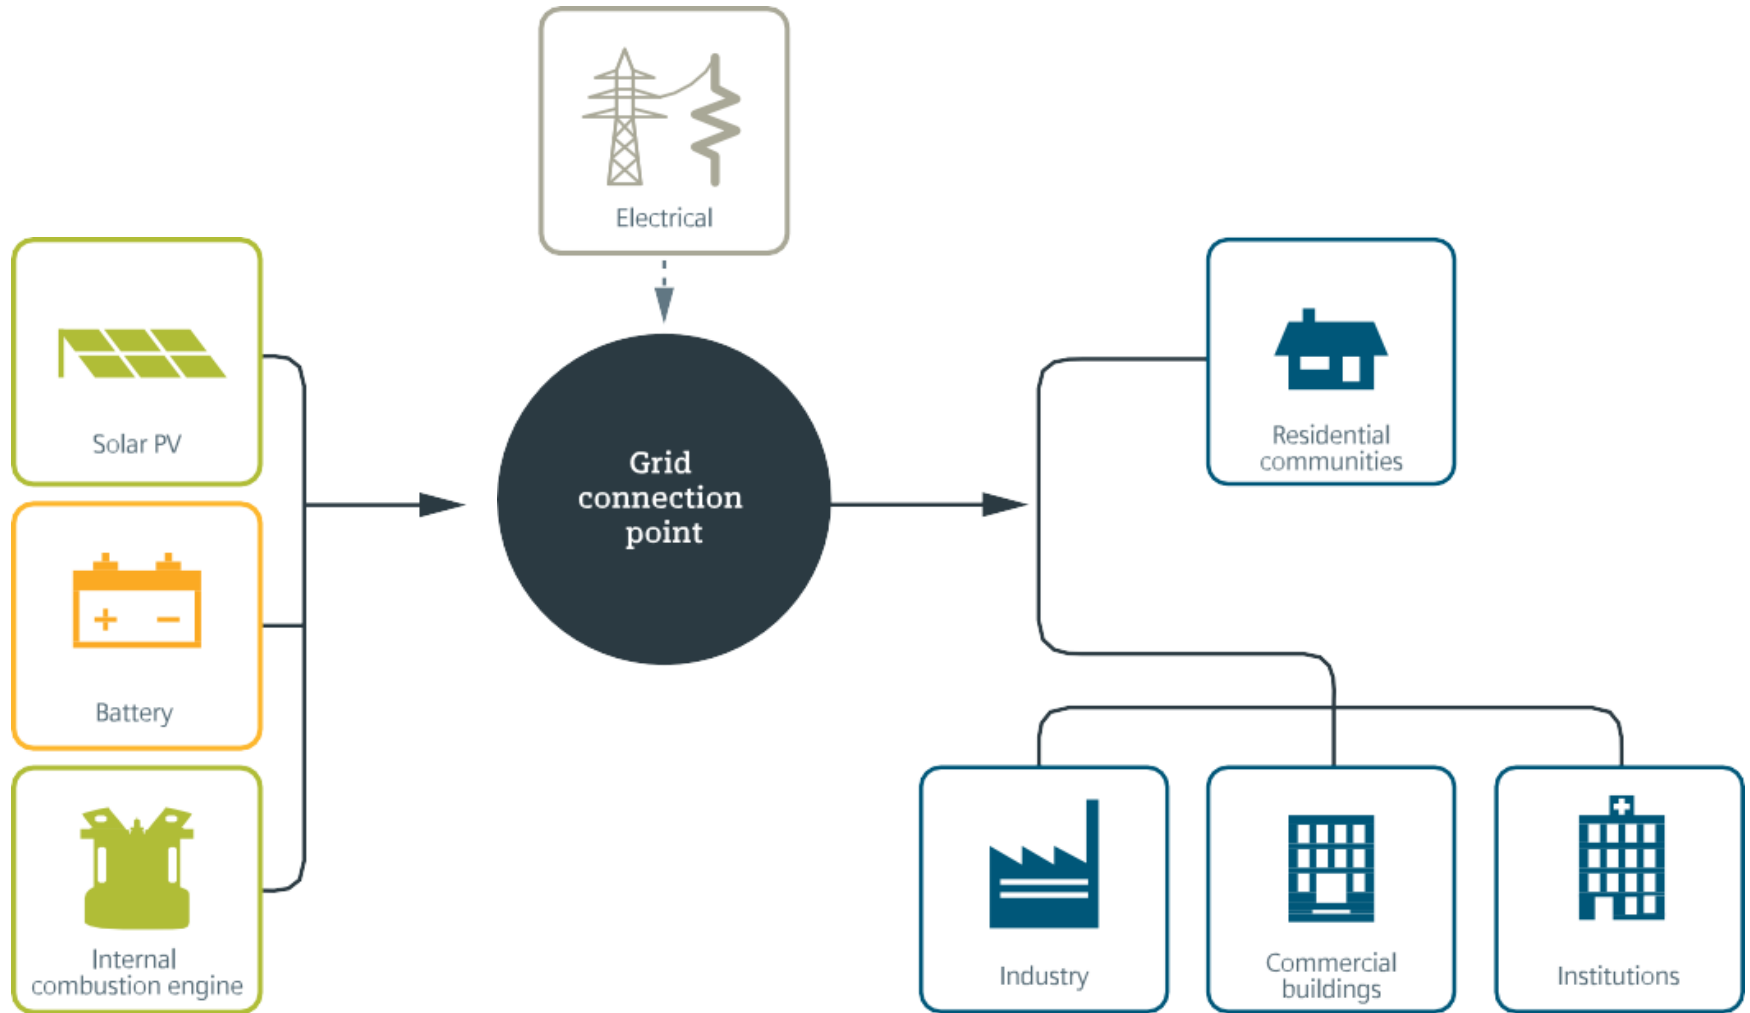 Electrical
Solar PV
Grid
connection
point
Residential
communities
Battery
Internal
combustion engine
Industry
Commercial
buildings
Institutions